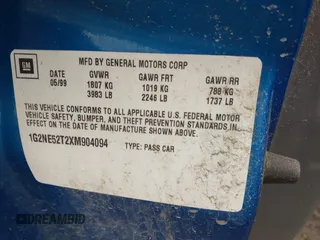 GM
MFD BY GENERAL MOTORS CORP
DATE GVWR GAWR FRT GAWR RR
05/99 1807 KG 1019 KG 788 KG
3983 LB 2246 LB 1737 LB
THIS VEHICLE CONFORMS TO ALL APPLICABLE U.S. FEDERAL MOTOR
VEHICLE SAFETY, BUMPER, AND THEFT PREVENTION STANDARDS IN
EFFECT ON THE DATE OF MANUFACTURE SHOWN ABOVE.
1G2NE52T2XM904094
TYPE: PASS CAR
DREAMBID